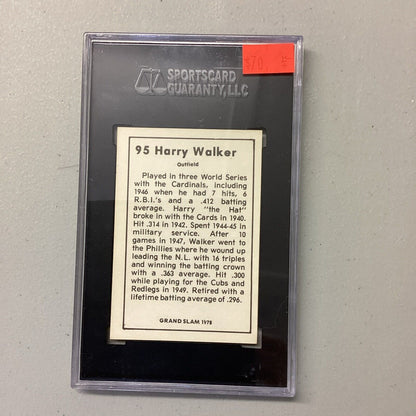 $70.
SPORTSCARD
GUARANTY, LLC
95 Harry Walker
Outfield
Played in three World Series
with the Cardinals, including
1946 when he had 7 hits, 6
R.B.I.'s and a .412 batting
average. Harry "the Hat"
broke in with the Cards in 1940.
Hit .314 in 1942. Spent 1944-45 in
military service. After 10
games in 1947, Walker went to
the Phillies where he wound up
leading the N.L. with 16 triples
and winning the batting crown
with a .363 average. Hit .300
while playing for the Cubs and
Redlegs in 1949. Retired with a
lifetime batting average of .296.
GRAND SLAM 1978